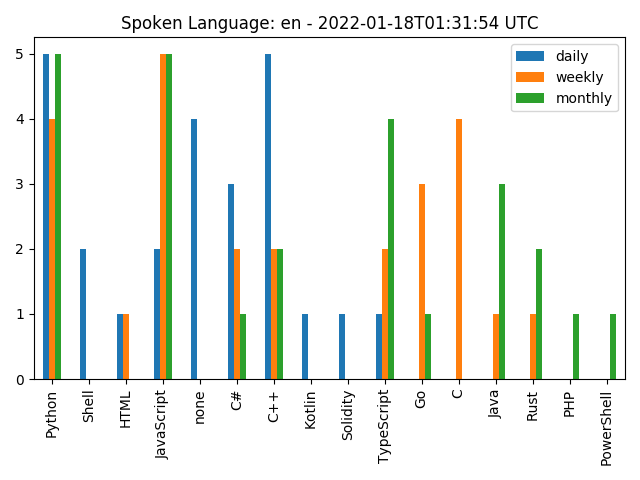 Spoken Language: en - 2022-01-18T01:31:54 UTC
daily
weekly
monthly
5
4
3
2
1
0
Python
Shell
HTML
JavaScript
none
C#
C++
Kotlin
Solidity
TypeScript
Go
C
Java
Rust
PHP
PowerShell